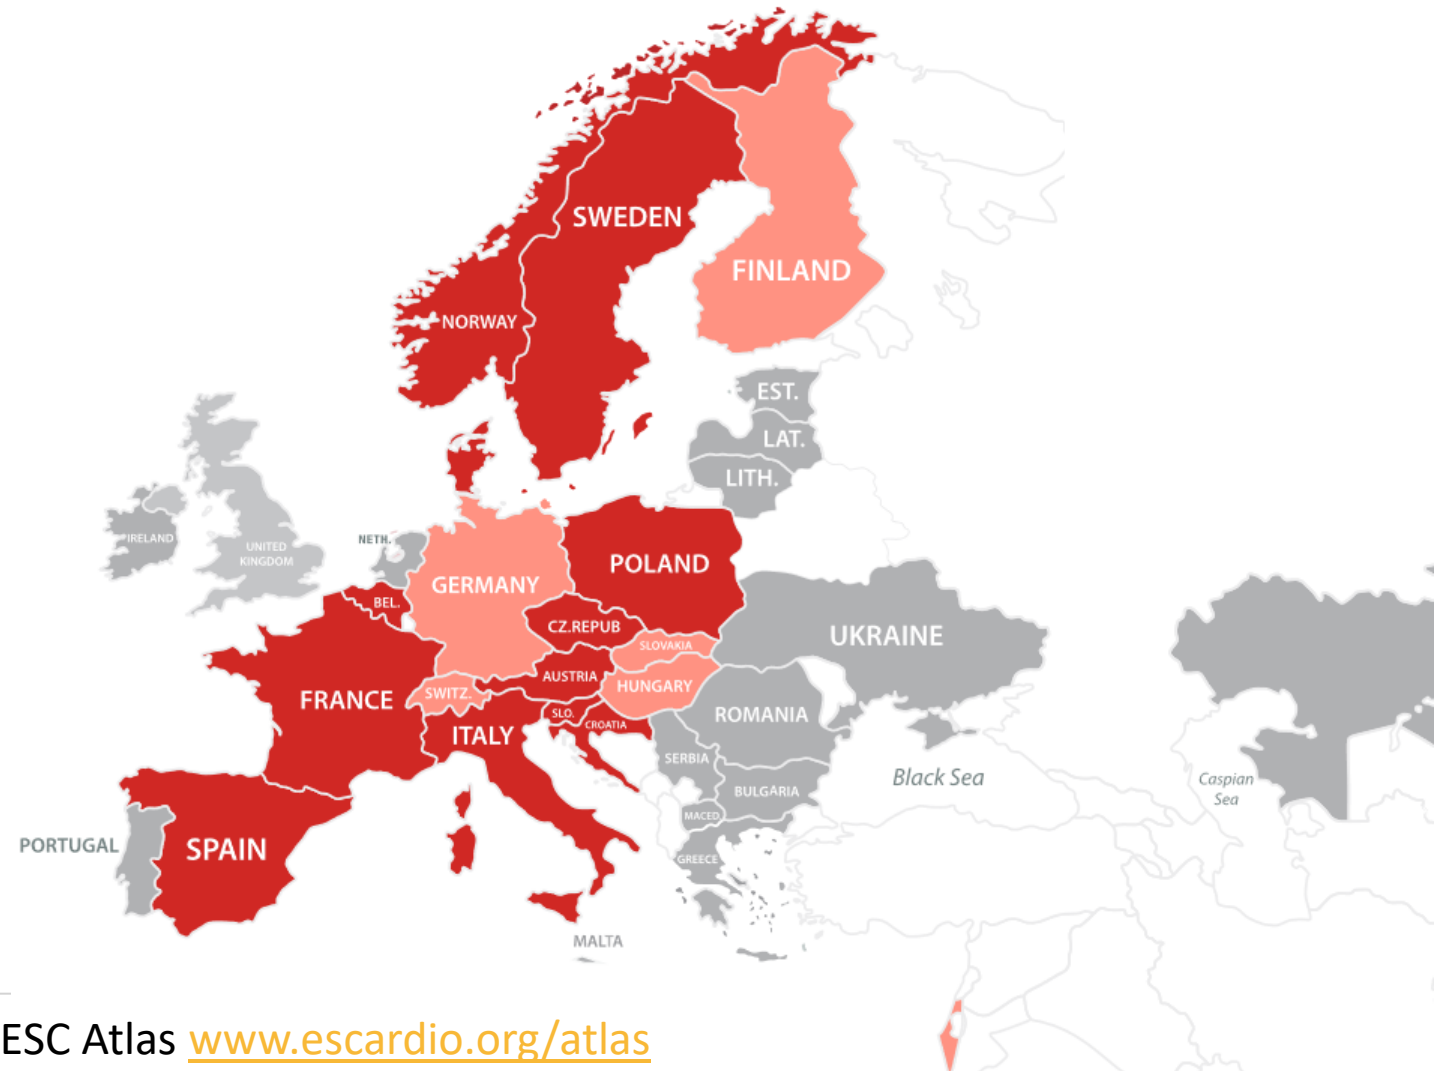 SWEDEN
FINLAND
NORWAY
EST.
LAT.
LITH.
IRELAND
UNITED
KINGDOM
NETH.
GERMANY
POLAND
BEL.
CZ.REPUB
UKRAINE
SLOVAKIA
AUSTRIA
HUNGARY
FRANCE
SWITZ.
SLO.
CROATIA
ROMANIA
ITALY
SERBIA
Black Sea
Caspian
Sea
BULGARIA
MACED.
PORTUGAL
SPAIN
GREECE
MALTA
ESC Atlas www.escardio.org/atlas